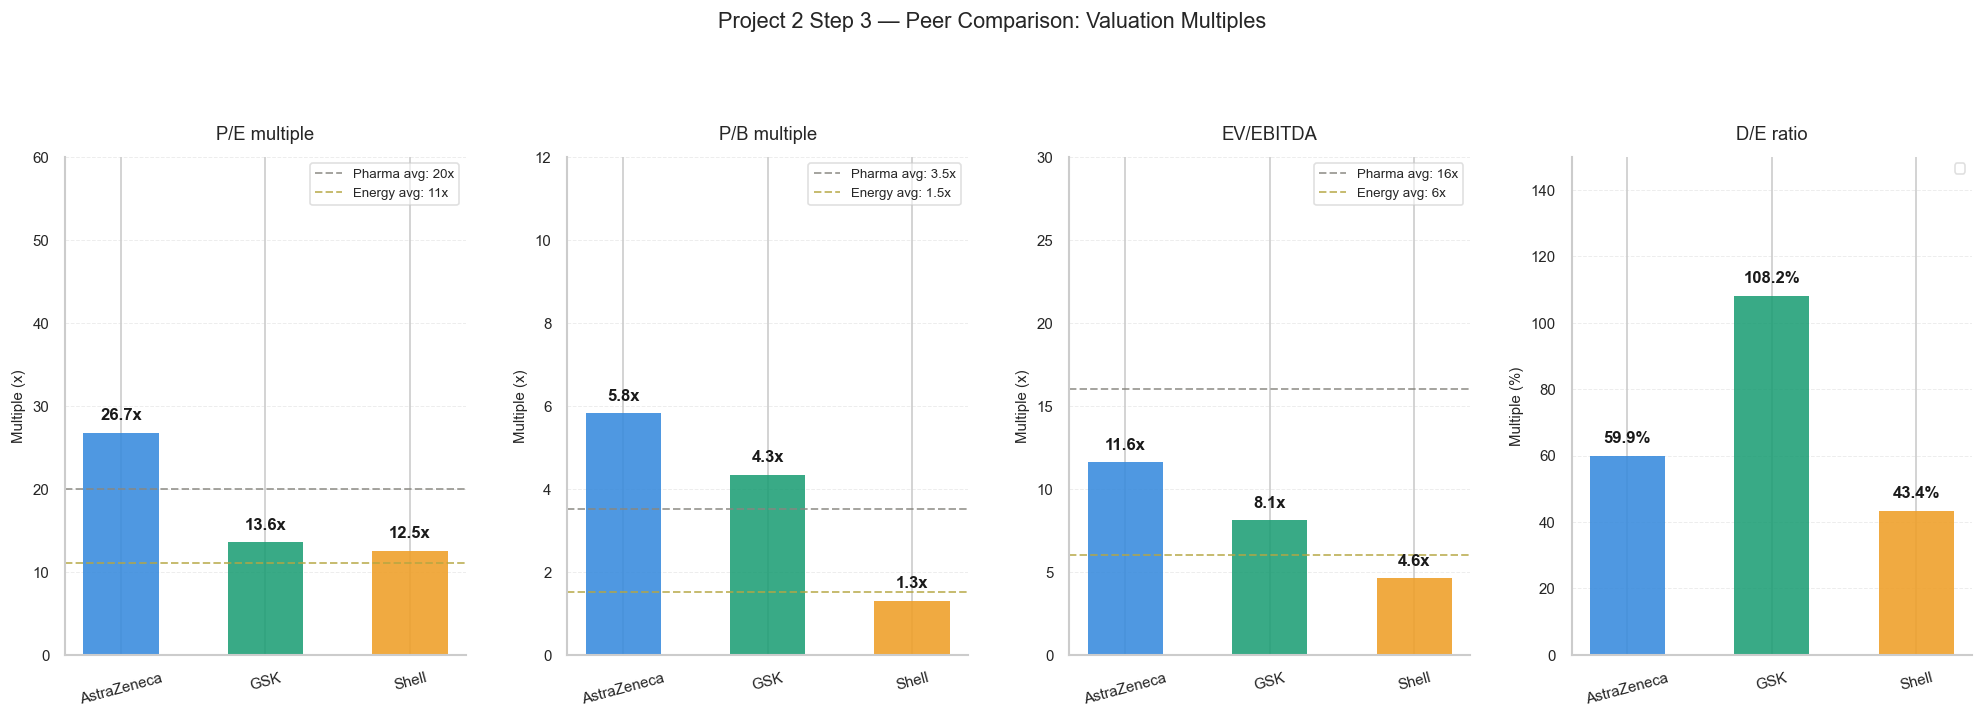 Project 2 Step 3 — Peer Comparison: Valuation Multiples
P/E multiple
Multiple (x)
60
50
40
30
20
10
0
Pharma avg: 20x
Energy avg: 11x
26.7x
13.6x
12.5x
AstraZeneca
GSK
Shell
P/B multiple
Multiple (x)
12
10
8
6
4
2
0
Pharma avg: 3.5x
Energy avg: 1.5x
5.8x
4.3x
1.3x
AstraZeneca
GSK
Shell
EV/EBITDA
Multiple (x)
30
25
20
15
10
5
0
Pharma avg: 16x
Energy avg: 6x
11.6x
8.1x
4.6x
AstraZeneca
GSK
Shell
D/E ratio
Multiple (%)
140
120
100
80
60
40
20
0
59.9%
108.2%
43.4%
AstraZeneca
GSK
Shell